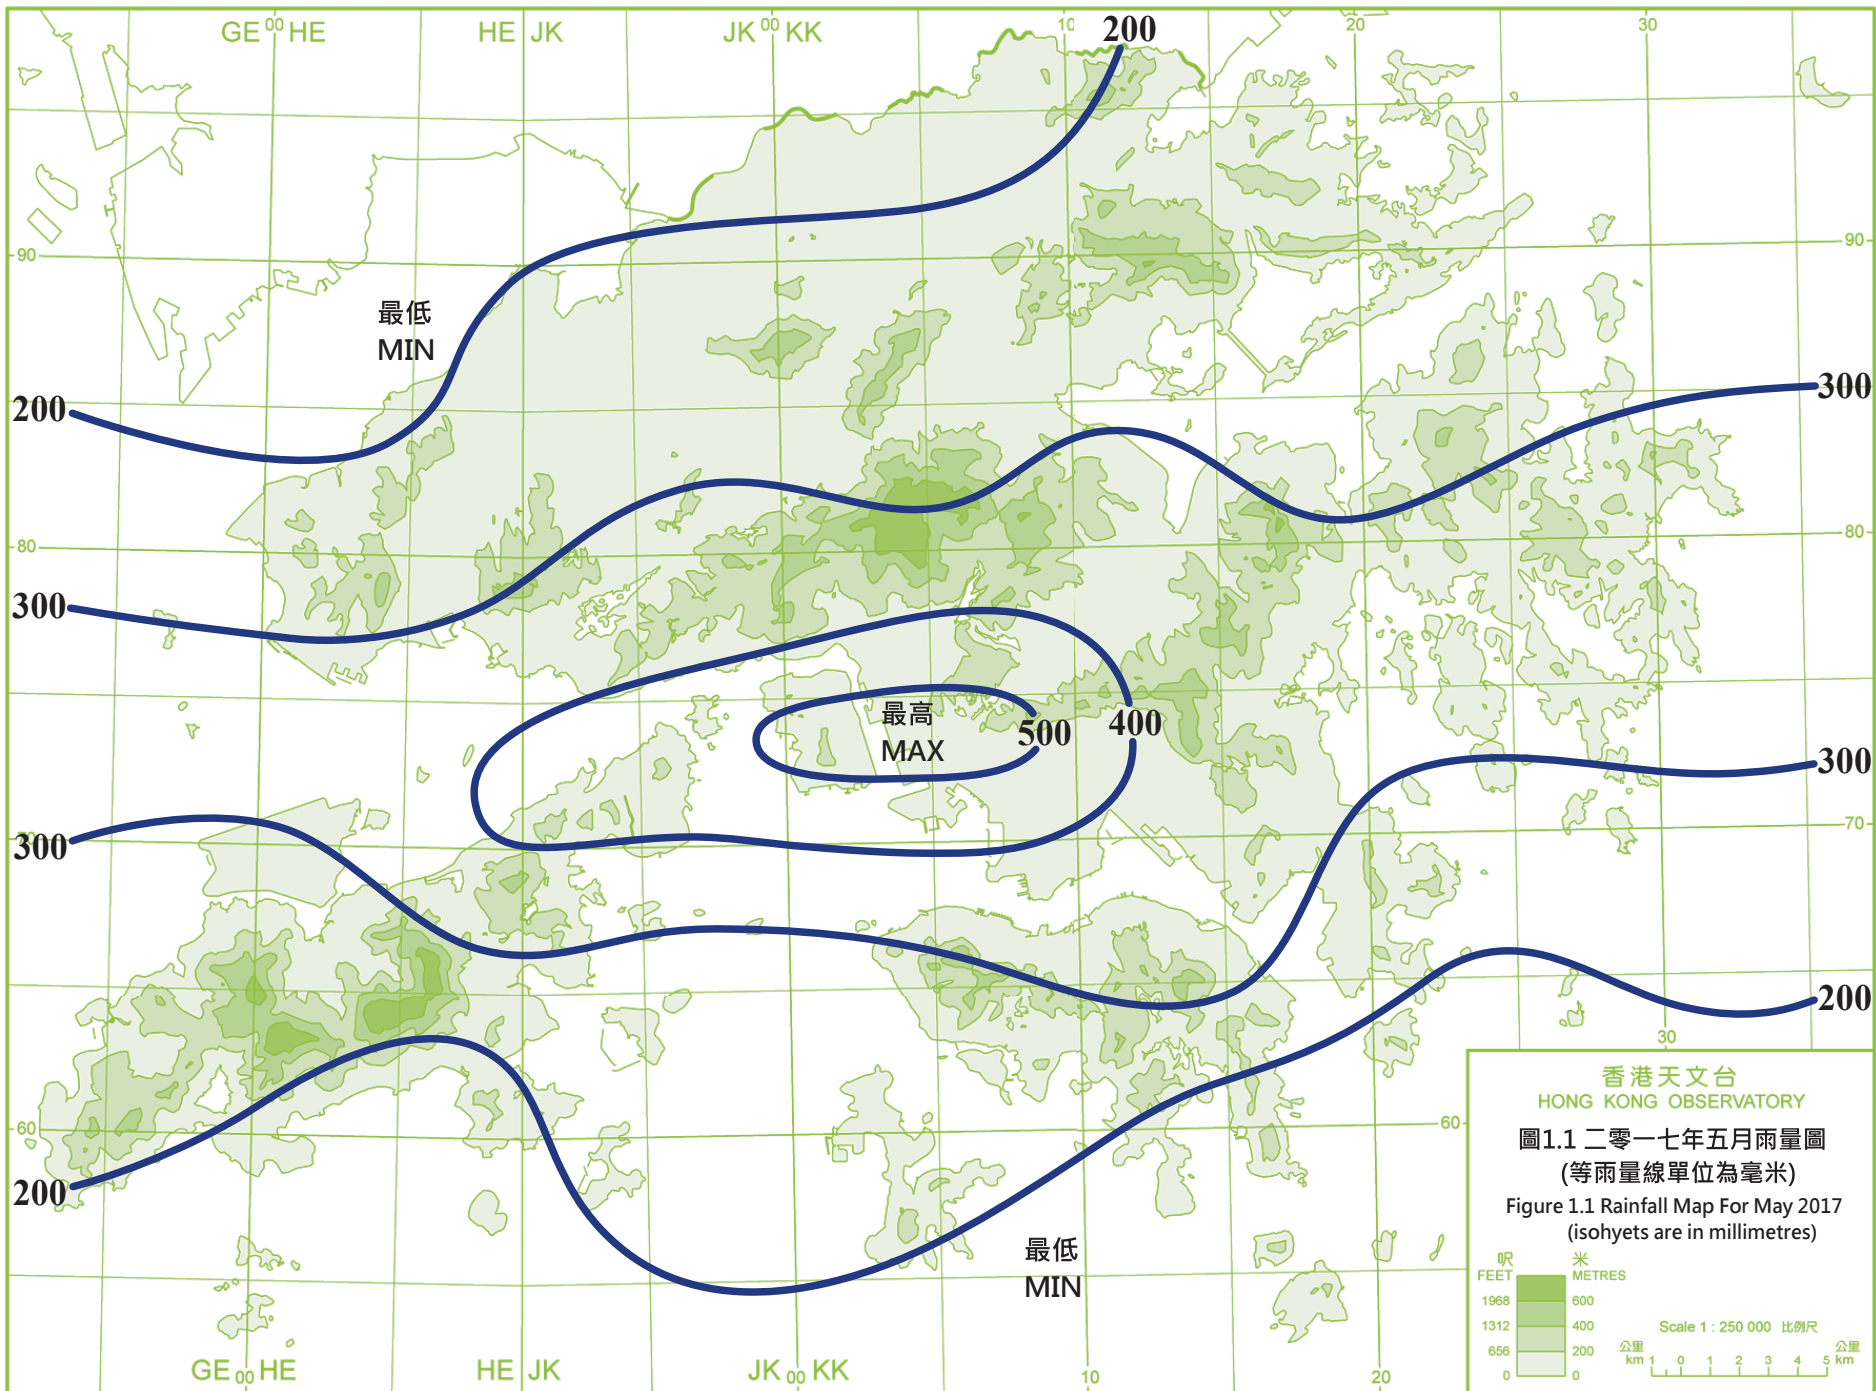 GE 00 HE
HE JK
JK 00 KK
10
200
20
30
90
90
最低
MIN
200
300
80
80
300
最高
MAX
500
400
300
300
70
200
30
60
60
200
最低
MIN
香港天文台
HONG KONG OBSERVATORY
圖1.1 二零一七年五月雨量圖
(等雨量線單位為毫米)
Figure 1.1 Rainfall Map For May 2017
(isohyets are in millimetres)
呎 米
FEET METRES
1968 600
1312 400
656 200
0 0
Scale 1 : 250 000 比例尺
公里 公里
km 1 0 1 2 3 4 5 km
GE 00 HE
HE JK
JK 00 KK
10
20